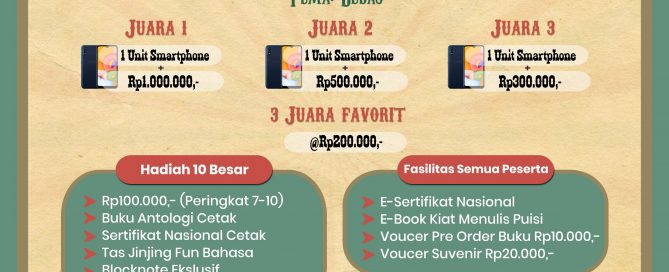 JUARA 1
1 Unit Smartphone
+
Rp1.000.000,-
JUARA 2
1 Unit Smartphone
+
Rp500.000,-
JUARA 3
1 Unit Smartphone
+
Rp300.000,-
3 JUARA FAVORIT
@Rp200.000,-
Hadiah 10 Besar
Rp100.000,- (Peringkat 7-10)
Buku Antologi Cetak
Sertifikat Nasional Cetak
Tas Jinjing Fun Bahasa
Blocknote Ekslusif
Fasilitas Semua Peserta
E-Sertifikat Nasional
E-Book Kiat Menulis Puisi
Voucer Pre Order Buku Rp10.000,-
Voucer Suvenir Rp20.000,-